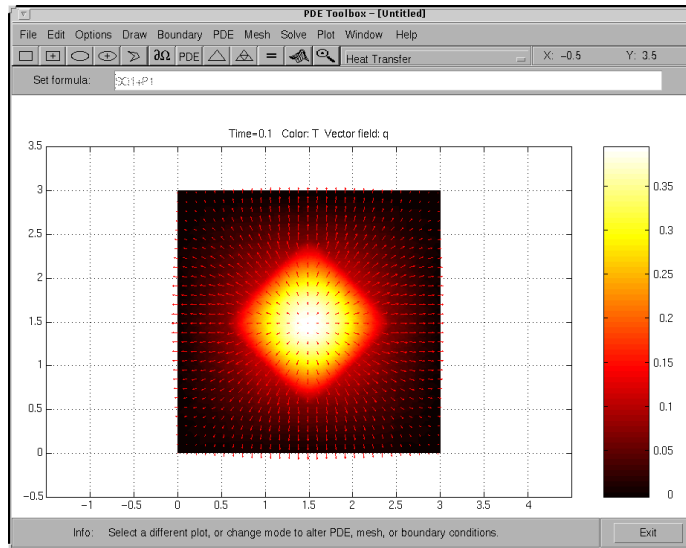 PDE Toolbox – [Untitled]
File Edit Options Draw Boundary PDE Mesh Solve Plot Window Help
∂Ω PDE = Heat Transfer X: –0.5 Y: 3.5
Set formula: SQ1+P1
Time=0.1 Color: T Vector field: q
3.5
3
2.5
2
1.5
1
0.5
0
−0.5
−1 −0.5 0 0.5 1 1.5 2 2.5 3 3.5 4
0.35
0.3
0.25
0.2
0.15
0.1
0.05
0
Info: Select a different plot, or change mode to alter PDE, mesh, or boundary conditions. Exit